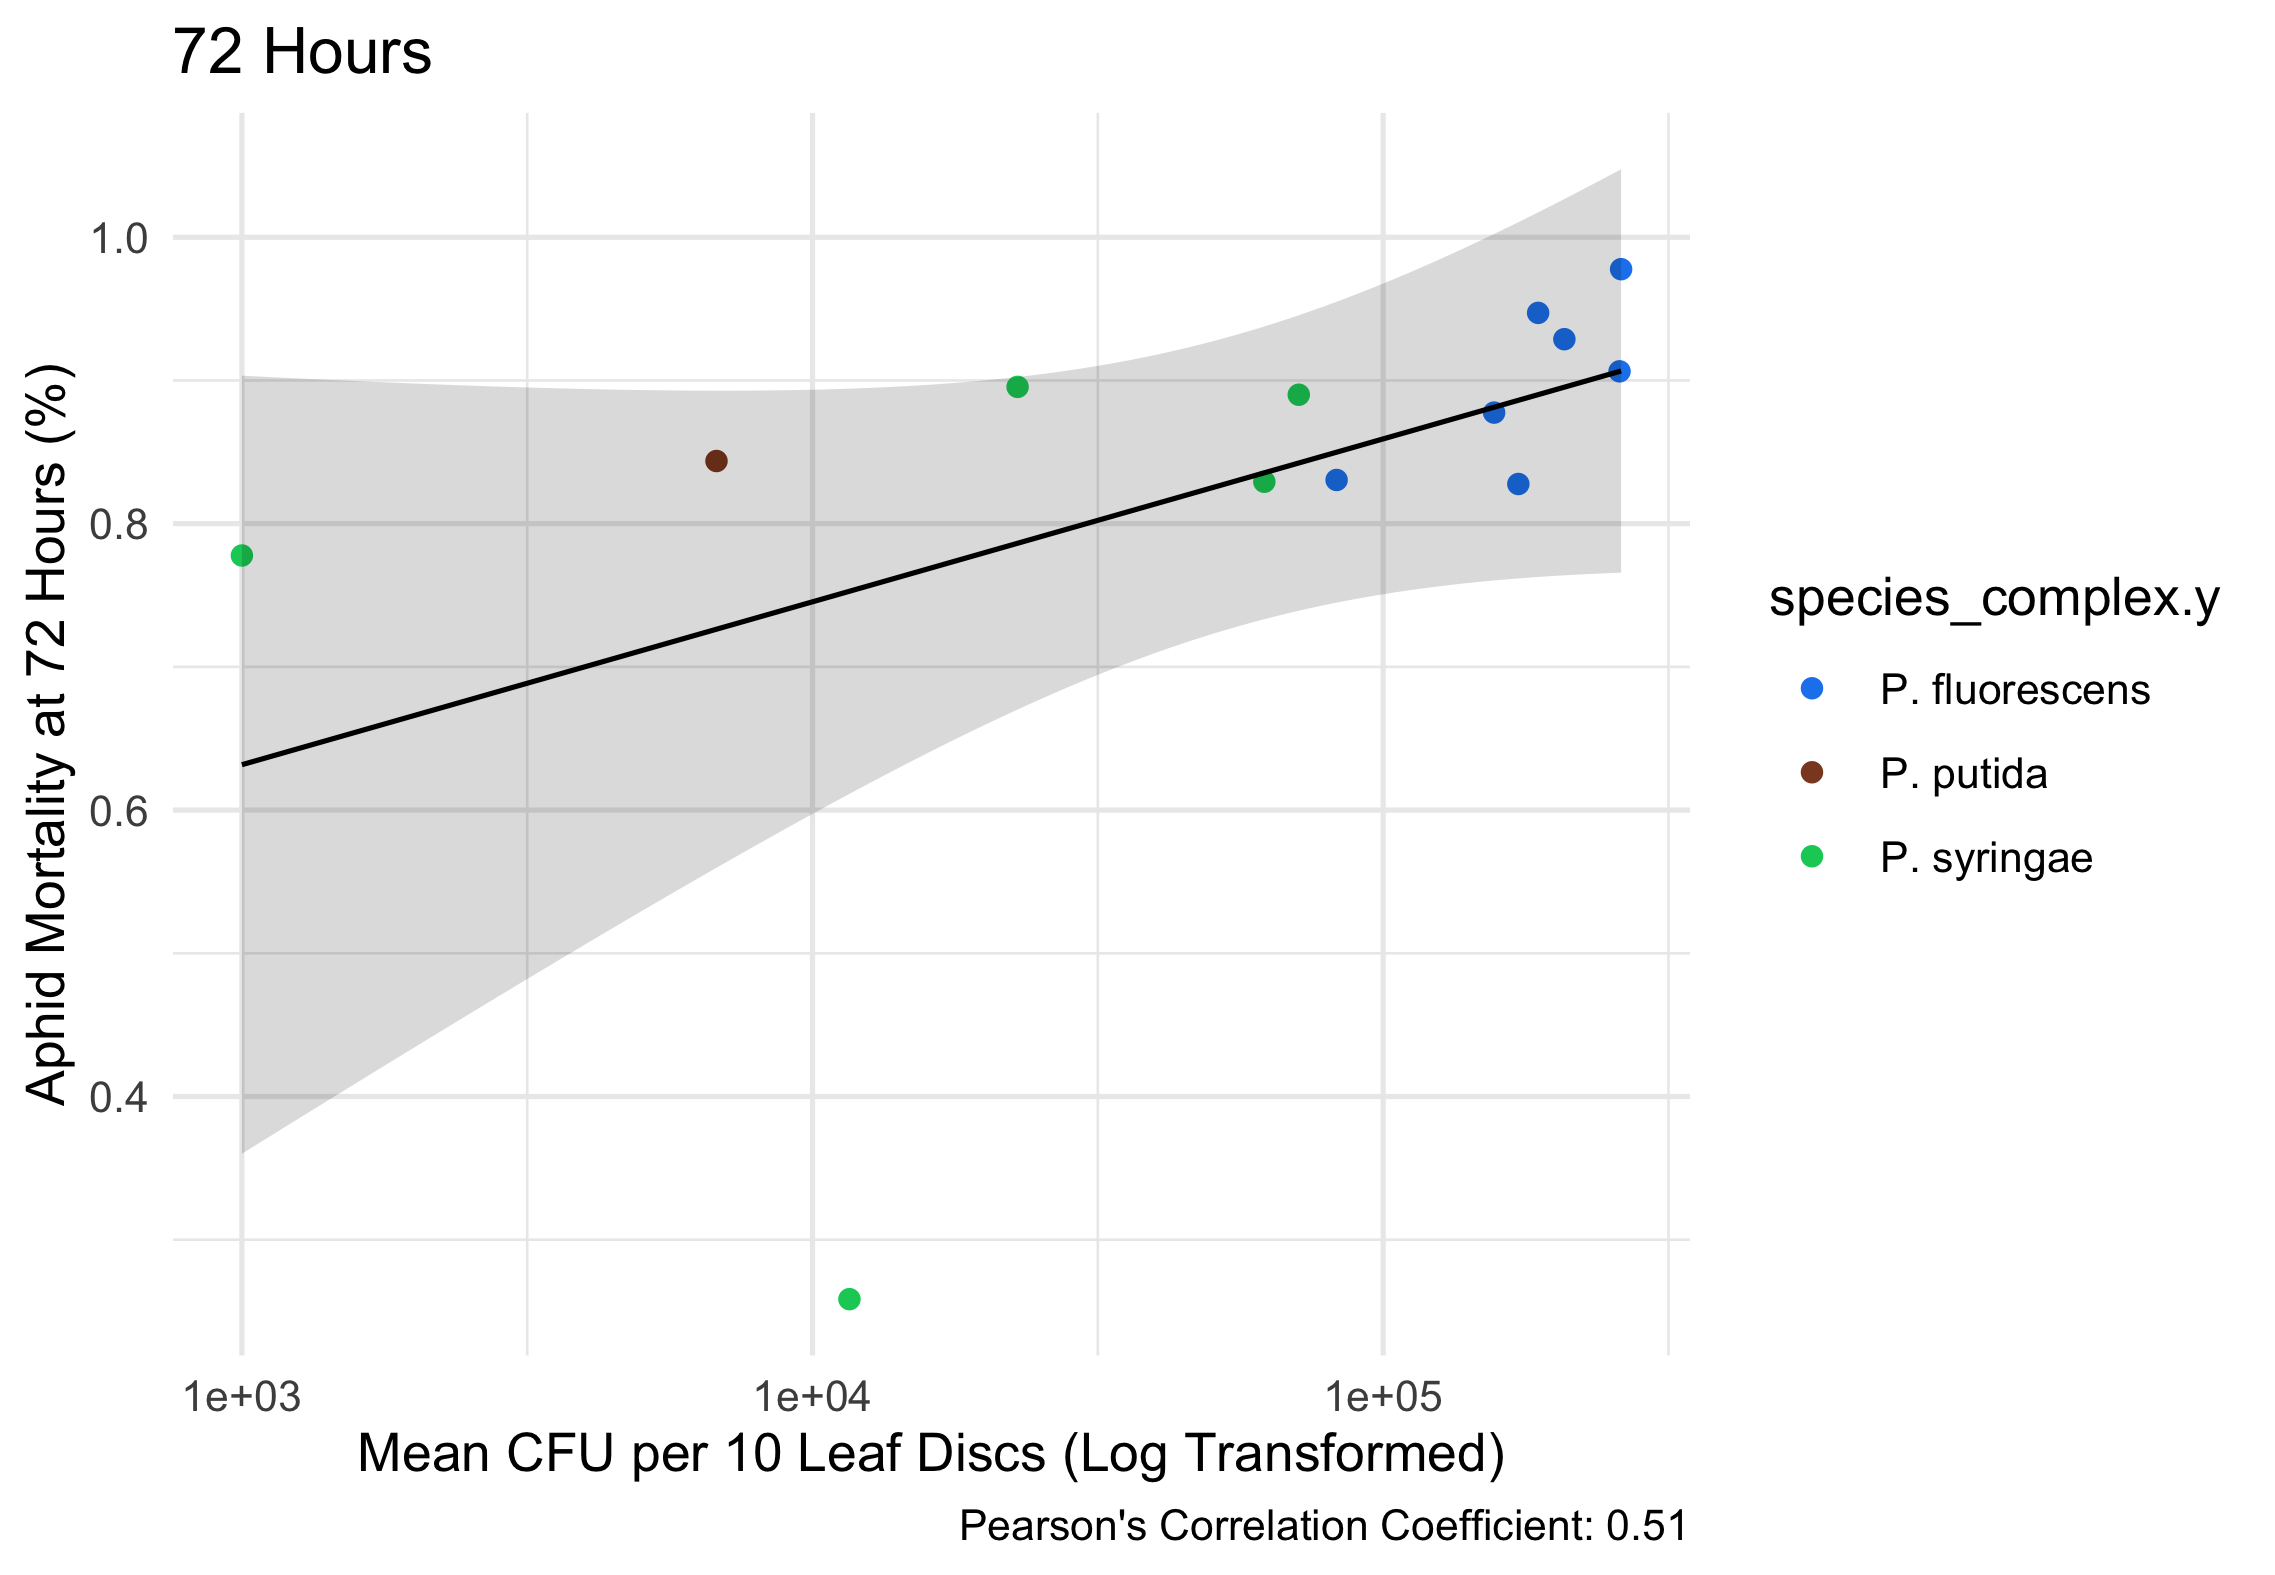 72 Hours
Aphid Mortality at 72 Hours (%)
1.0
0.8
0.6
0.4
1e+03 1e+04 1e+05
Mean CFU per 10 Leaf Discs (Log Transformed)
Pearson's Correlation Coefficient: 0.51
species_complex.y
P. fluorescens
P. putida
P. syringae